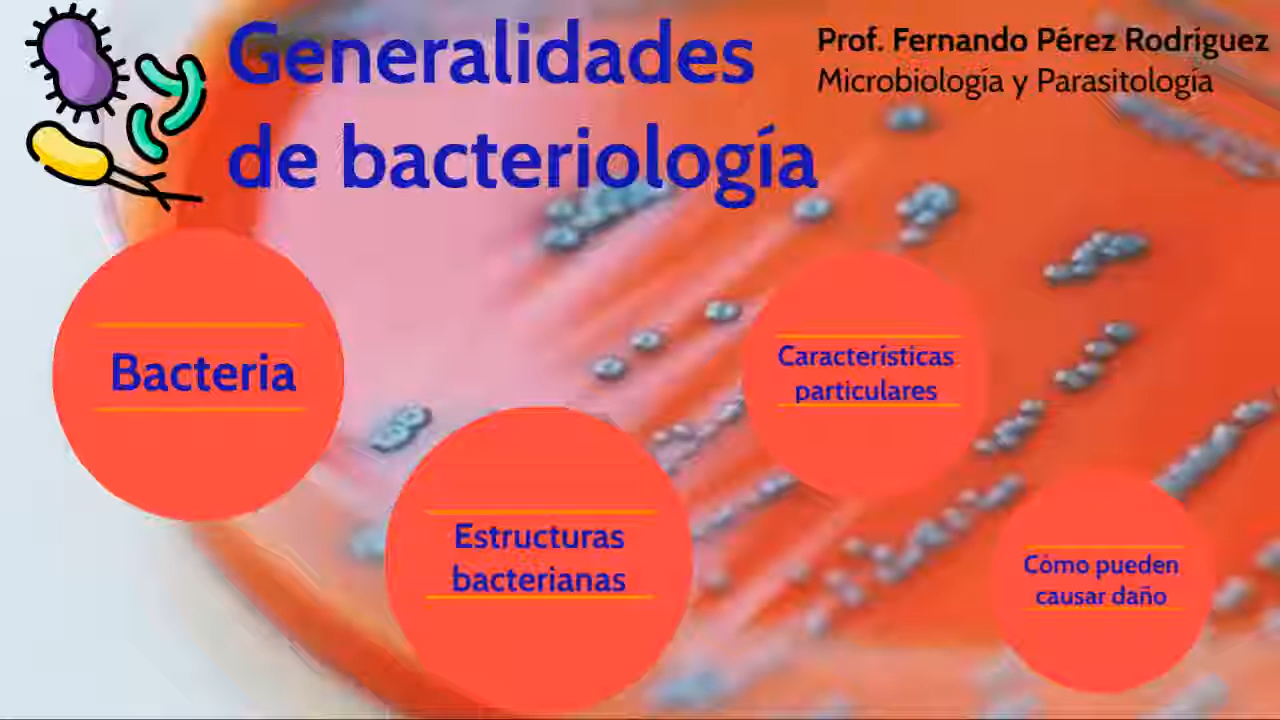 Generalidades
de bacteriología
Prof. Fernando Pérez Rodríguez
Microbiología y Parasitología
Bacteria
Estructuras
bacterianas
Características
particulares
Cómo pueden
causar daño